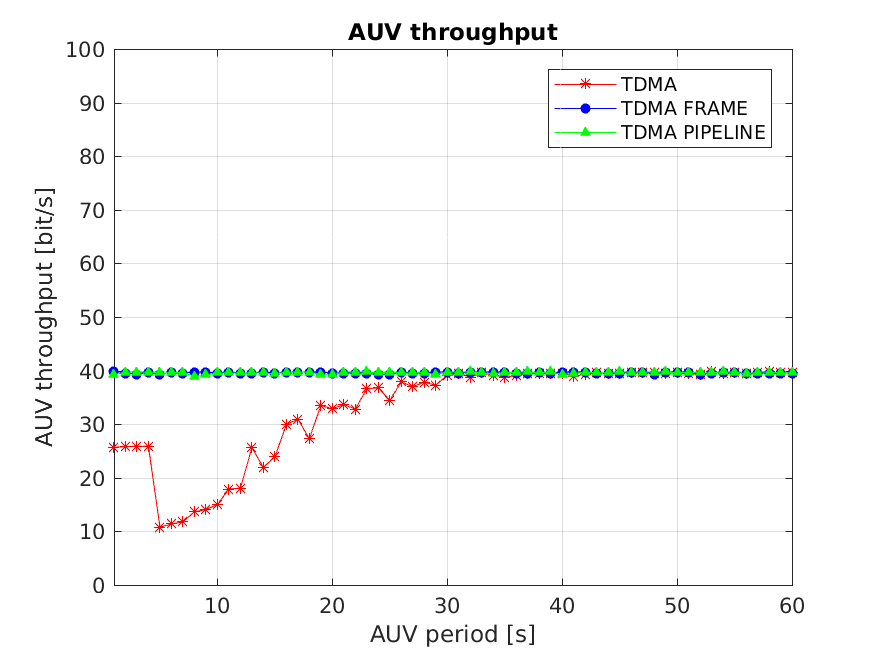 AUV throughput
100
90
80
70
60
50
40
30
20
10
0
AUV throughput [bit/s]
TDMA
TDMA FRAME
TDMA PIPELINE
10 20 30 40 50 60
AUV period [s]